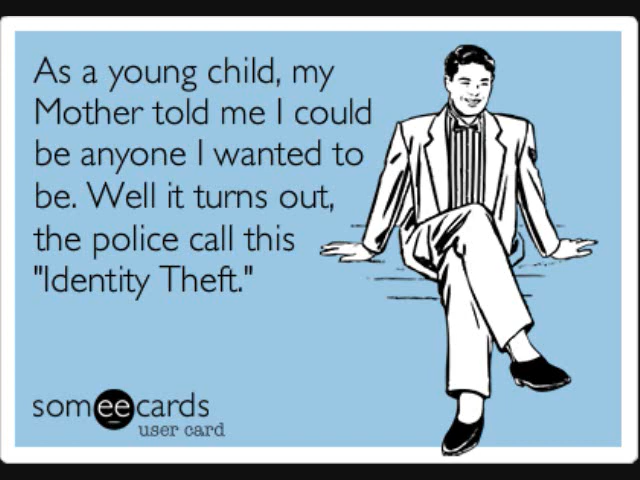 As a young child, my
Mother told me I could
be anyone I wanted to
be. Well it turns out,
the police call this
"Identity Theft."
someecards
user card